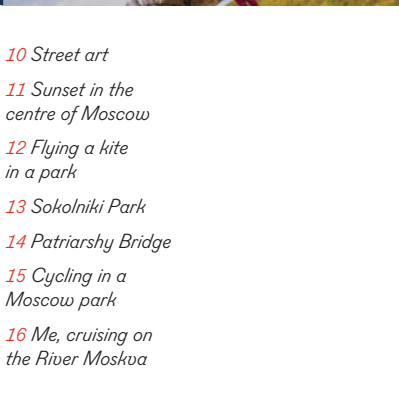 10 Street art
11 Sunset in the
centre of Moscow
12 Flying a kite
in a park
13 Sokolniki Park
14 Patriarshy Bridge
15 Cycling in a
Moscow park
16 Me, cruising on
the River Moskva